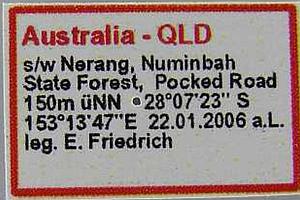 Australia - QLD
s/w Nerang, Numinbah
State Forest, Pocked Road
150m üNN 28°07'23" S
153°13'47"E 22.01.2006 a.L.
leg. E. Friedrich